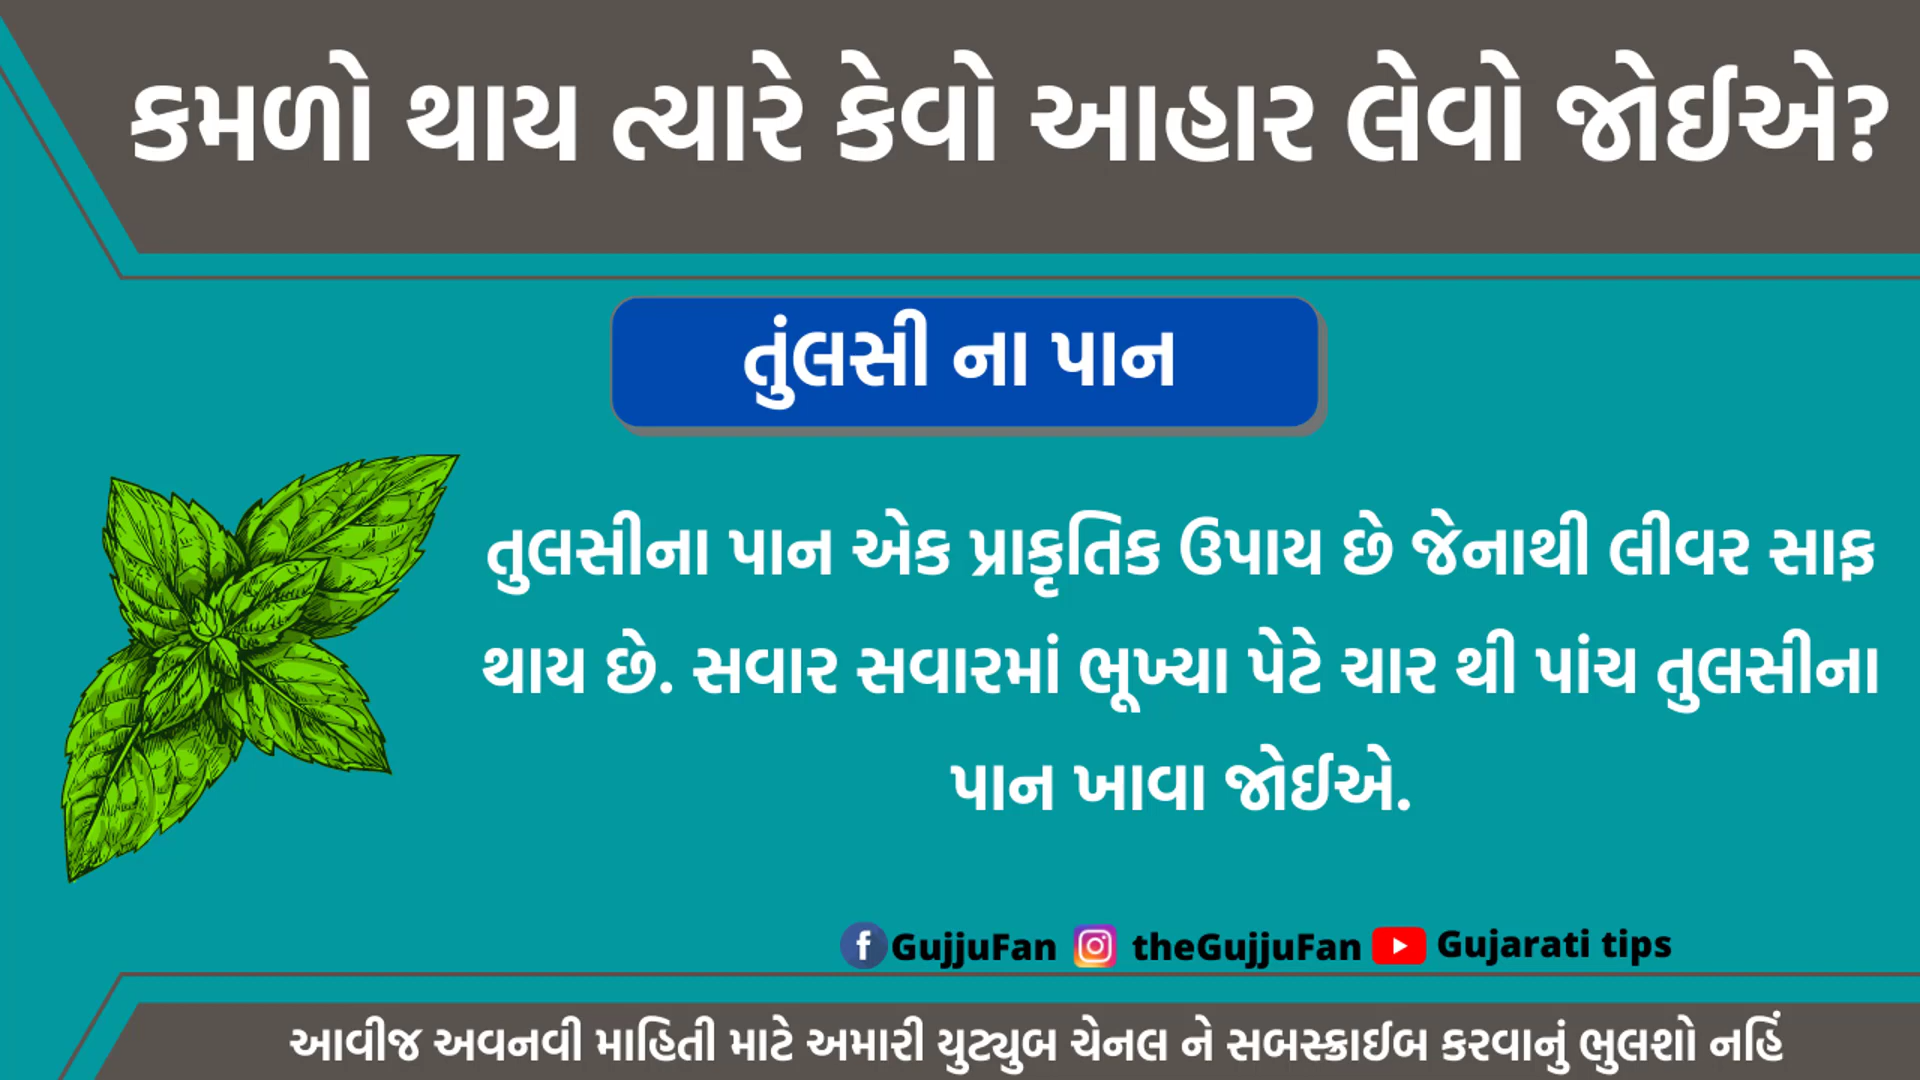 કમળો થાય ત્યારે કેવો આહાર લેવો જોઈએ?
તુંલસી ના પાન
તુલસીના પાન એક પ્રાકૃતિક ઉપાય છે જેનાથી લીવર સાફ
થાય છે. સવાર સવારમાં ભૂખ્યા પેટે ચાર થી પાંચ તુલસીના
પાન ખાવા જોઈએ.
GujjuFan theGujjuFan Gujarati tips
આવીજ અવનવી માહિતી માટે અમારી યુટ્યુબ ચેનલ ને સબસ્ક્રાઈબ કરવાનું ભુલશો નહિં